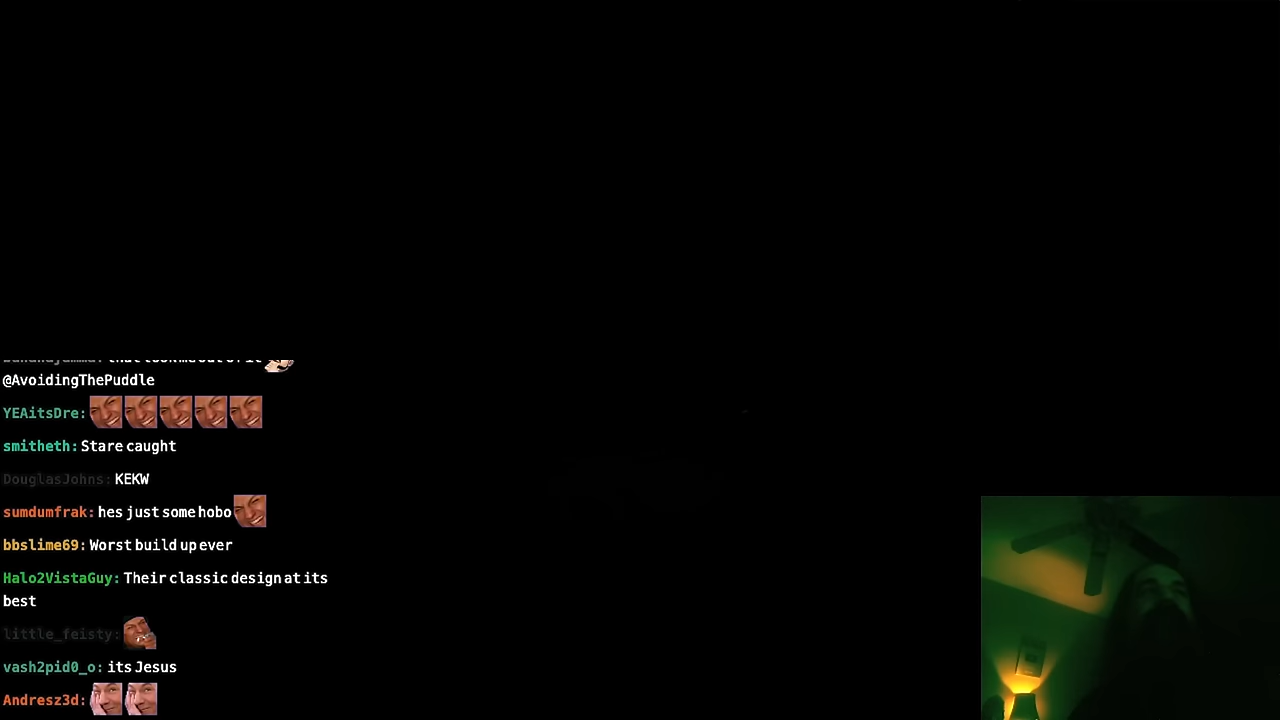 @AvoidingThePuddle
YEAitsDre:
smitheth: Stare caught
DouglasJohns: KEKW
sumdumfrak: hes just some hobo
bbslime69: Worst build up ever
Halo2VistaGuy: Their classic design at its
best
little_feisty:
vash2pid0_o: its Jesus
Andresz3d: